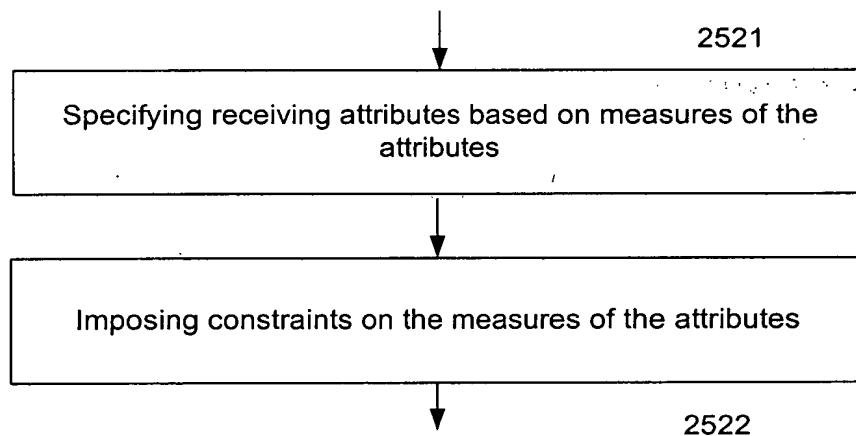 2521
Specifying receiving attributes based on measures of the
attributes
Imposing constraints on the measures of the attributes
2522